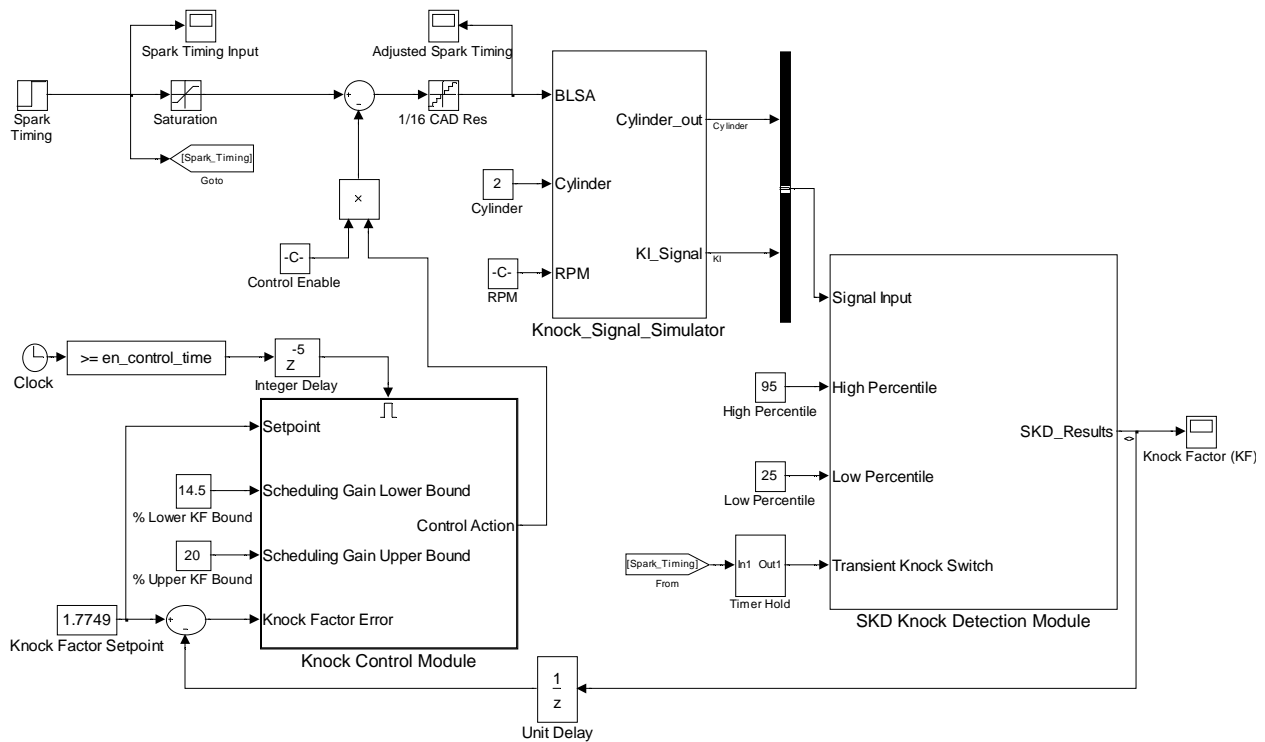 Spark Timing Input
Adjusted Spark Timing
Spark
Timing
Saturation
+
−
1/16 CAD Res
[Spark_Timing]
Goto
×
-C-
Control Enable
BLSA
Cylinder_out
Cylinder
2
Cylinder
Cylinder
KI_Signal
KI
-C-
RPM
RPM
Knock_Signal_Simulator
Clock
>= en_control_time
-5
Z
Integer Delay
Setpoint
14.5
% Lower KF Bound
Scheduling Gain Lower Bound
Control Action
20
% Upper KF Bound
Scheduling Gain Upper Bound
1.7749
Knock Factor Setpoint
+
−
Knock Factor Error
Knock Control Module
Signal Input
95
High Percentile
High Percentile
SKD_Results
<>
Knock Factor (KF)
25
Low Percentile
Low Percentile
[Spark_Timing]
From
In1 Out1
Timer Hold
Transient Knock Switch
SKD Knock Detection Module
1
z
Unit Delay